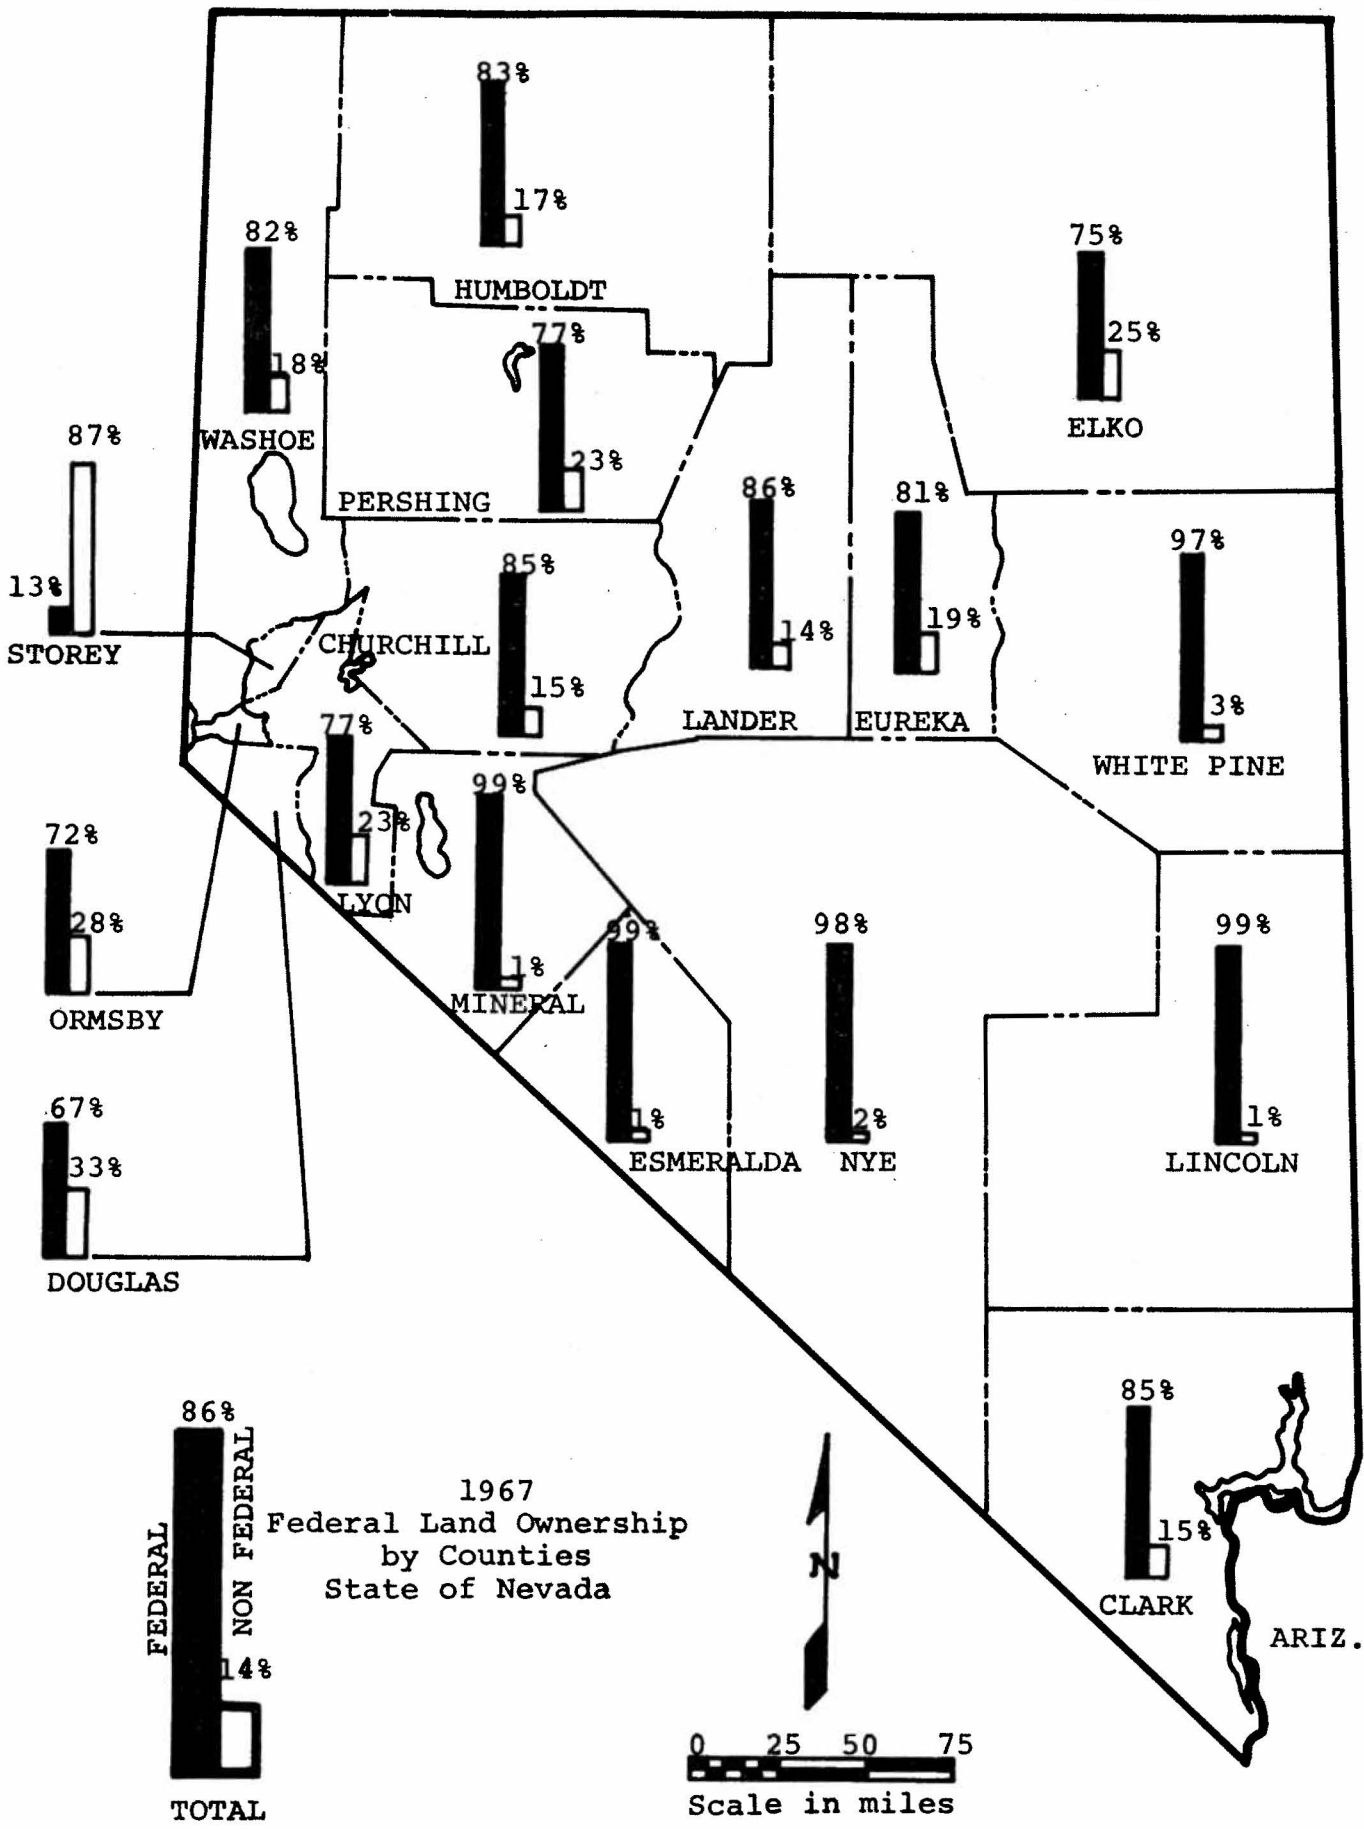 83%
17%
HUMBOLDT
82%
18%
WASHOE
75%
25%
ELKO
77%
23%
PERSHING
87%
13%
STOREY
85%
15%
CHURCHILL
86%
14%
LANDER
81%
19%
EUREKA
97%
3%
WHITE PINE
77%
23%
LYON
99%
1%
MINERAL
72%
28%
ORMSBY
99%
1%
ESMERALDA
98%
2%
NYE
99%
1%
LINCOLN
67%
33%
DOUGLAS
85%
15%
CLARK
ARIZ.
86%
FEDERAL
NON FEDERAL
14%
TOTAL
1967
Federal Land Ownership
by Counties
State of Nevada
N
0 25 50 75
Scale in miles